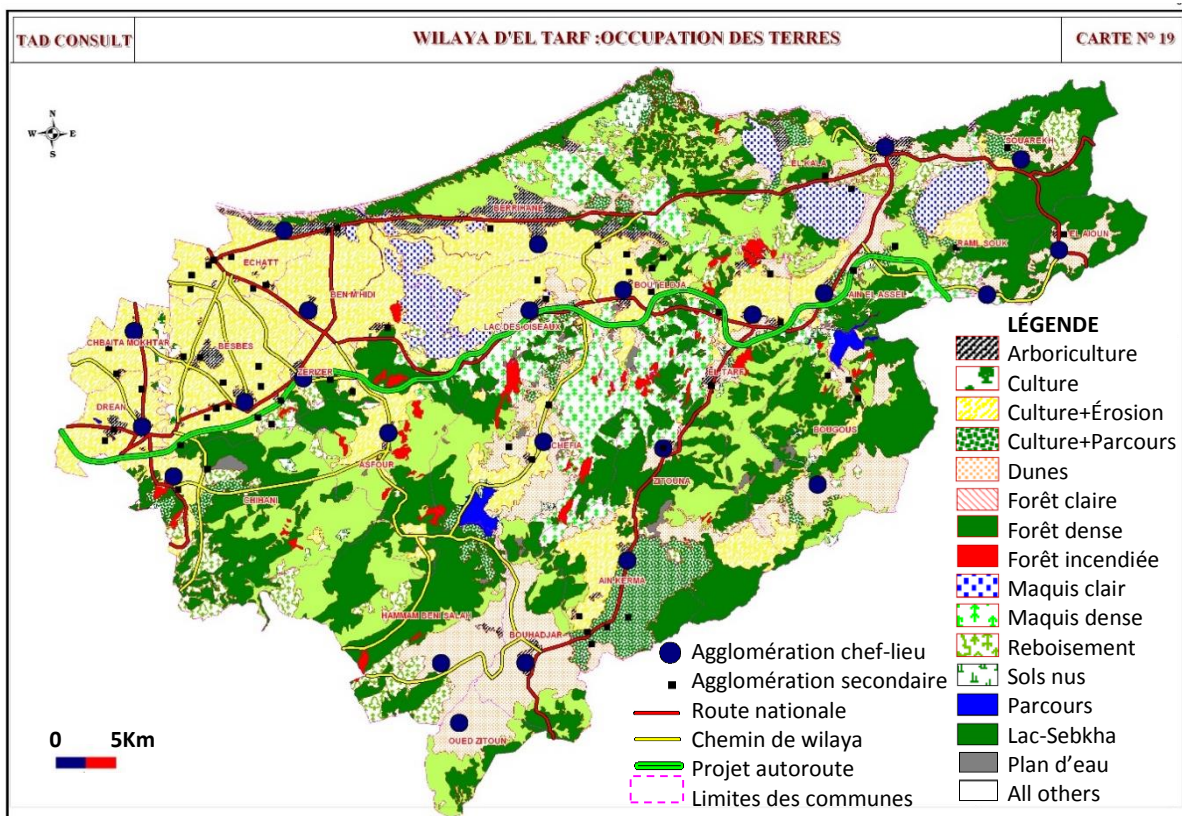 TAD CONSULT
WILAYA D'EL TARF :OCCUPATION DES TERRES
CARTE N° 19
N
W
E
S
SOUAREKH
EL KALA
BERRIHANE
RAML SOUK
EL AIOUN
ECHATT
BEN M'HIDI
BOUTELDJA
AIN EL ASSEL
LAC DES OISEAUX
CHBAITA MOKHTAR
BESBES
ZERIZER
EL TARF
DREAN
BOUGOUS
CHEFIA
ASFOUR
ZITOUNA
CHIHANI
AIN KERMA
HAMMAM BENI SALAH
BOUHADJAR
OUED ZITOUN
0 5Km
Agglomération chef-lieu
Agglomération secondaire
Route nationale
Chemin de wilaya
Projet autoroute
Limites des communes
LÉGENDE
Arboriculture
Culture
Culture+Érosion
Culture+Parcours
Dunes
Forêt claire
Forêt dense
Forêt incendiée
Maquis clair
Maquis dense
Reboisement
Sols nus
Parcours
Lac-Sebkha
Plan d'eau
All others